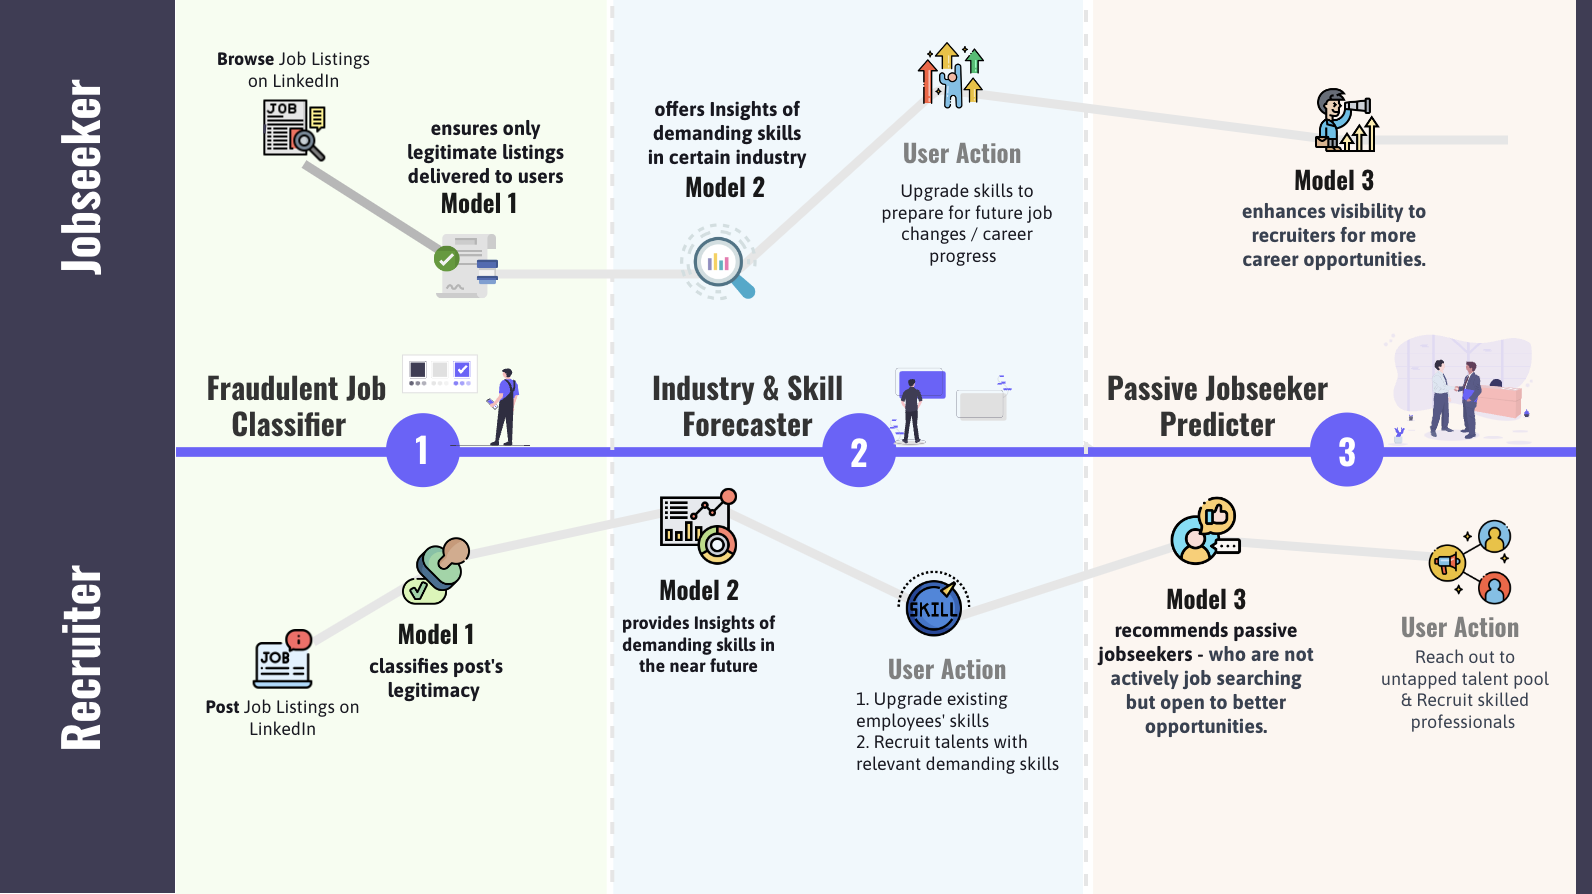 Jobseeker
Browse Job Listings
on LinkedIn
JOB
ensures only
legitimate listings
delivered to users
Model 1
offers Insights of
demanding skills
in certain industry
Model 2
User Action
Upgrade skills to
prepare for future job
changes / career
progress
Model 3
enhances visibility to
recruiters for more
career opportunities.
Fraudulent Job
Classifier
1
Industry & Skill
Forecaster
2
Passive Jobseeker
Predicter
3
Recruiter
JOB
Post Job Listings on
LinkedIn
Model 1
classifies post's
legitimacy
Model 2
provides Insights of
demanding skills in
the near future
SKILL
User Action
1. Upgrade existing
employees' skills
2. Recruit talents with
relevant demanding skills
Model 3
recommends passive
jobseekers - who are not
actively job searching
but open to better
opportunities.
User Action
Reach out to
untapped talent pool
& Recruit skilled
professionals